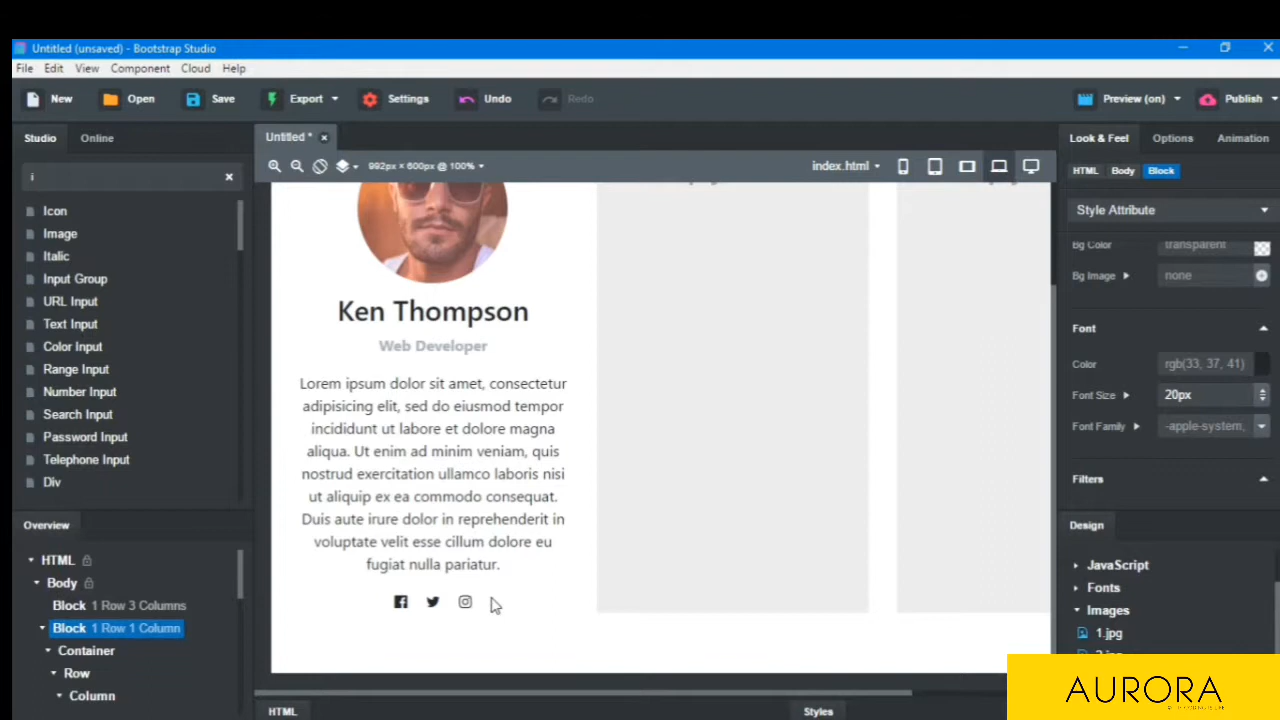 Untitled (unsaved) - Bootstrap Studio
File Edit View Component Cloud Help
New Open Save Export Settings Undo Redo Preview (on) Publish
Studio Online
Untitled *
Look & Feel Options Animation
992px × 600px @ 100%
index.html
HTML Body Block
i
Style Attribute
Icon
Image
Italic
Input Group
URL Input
Text Input
Color Input
Range Input
Number Input
Search Input
Password Input
Telephone Input
Div
Bg Color transparent
Bg Image none
Font
Color rgb(33, 37, 41)
Font Size 20px
Font Family -apple-system,
Filters
Ken Thompson
Web Developer
Lorem ipsum dolor sit amet, consectetur
adipisicing elit, sed do eiusmod tempor
incididunt ut labore et dolore magna
aliqua. Ut enim ad minim veniam, quis
nostrud exercitation ullamco laboris nisi
ut aliquip ex ea commodo consequat.
Duis aute irure dolor in reprehenderit in
voluptate velit esse cillum dolore eu
fugiat nulla pariatur.
Overview
HTML
Body
Block 1 Row 3 Columns
Block 1 Row 1 Column
Container
Row
Column
Design
JavaScript
Fonts
Images
1.jpg
HTML
Styles
AURORA